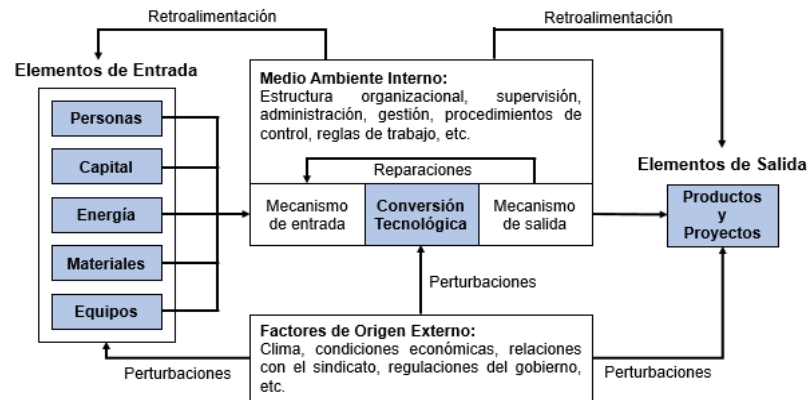 Retroalimentación
Retroalimentación
Elementos de Entrada
Personas
Capital
Energía
Materiales
Equipos
Medio Ambiente Interno:
Estructura organizacional, supervisión,
administración, gestión, procedimientos de
control, reglas de trabajo, etc.
Reparaciones
Mecanismo
de entrada
Conversión
Tecnológica
Mecanismo
de salida
Elementos de Salida
Productos
y
Proyectos
Perturbaciones
Factores de Origen Externo:
Clima, condiciones económicas, relaciones
con el sindicato, regulaciones del gobierno,
etc.
Perturbaciones
Perturbaciones